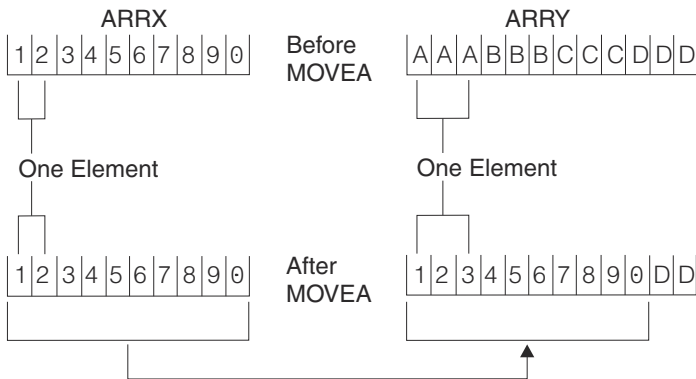 ARRX Before MOVEA ARRY
1 2 3 4 5 6 7 8 9 0 A A A B B B C C C D D D
One Element One Element
1 2 3 4 5 6 7 8 9 0 After MOVEA 1 2 3 4 5 6 7 8 9 0 D D